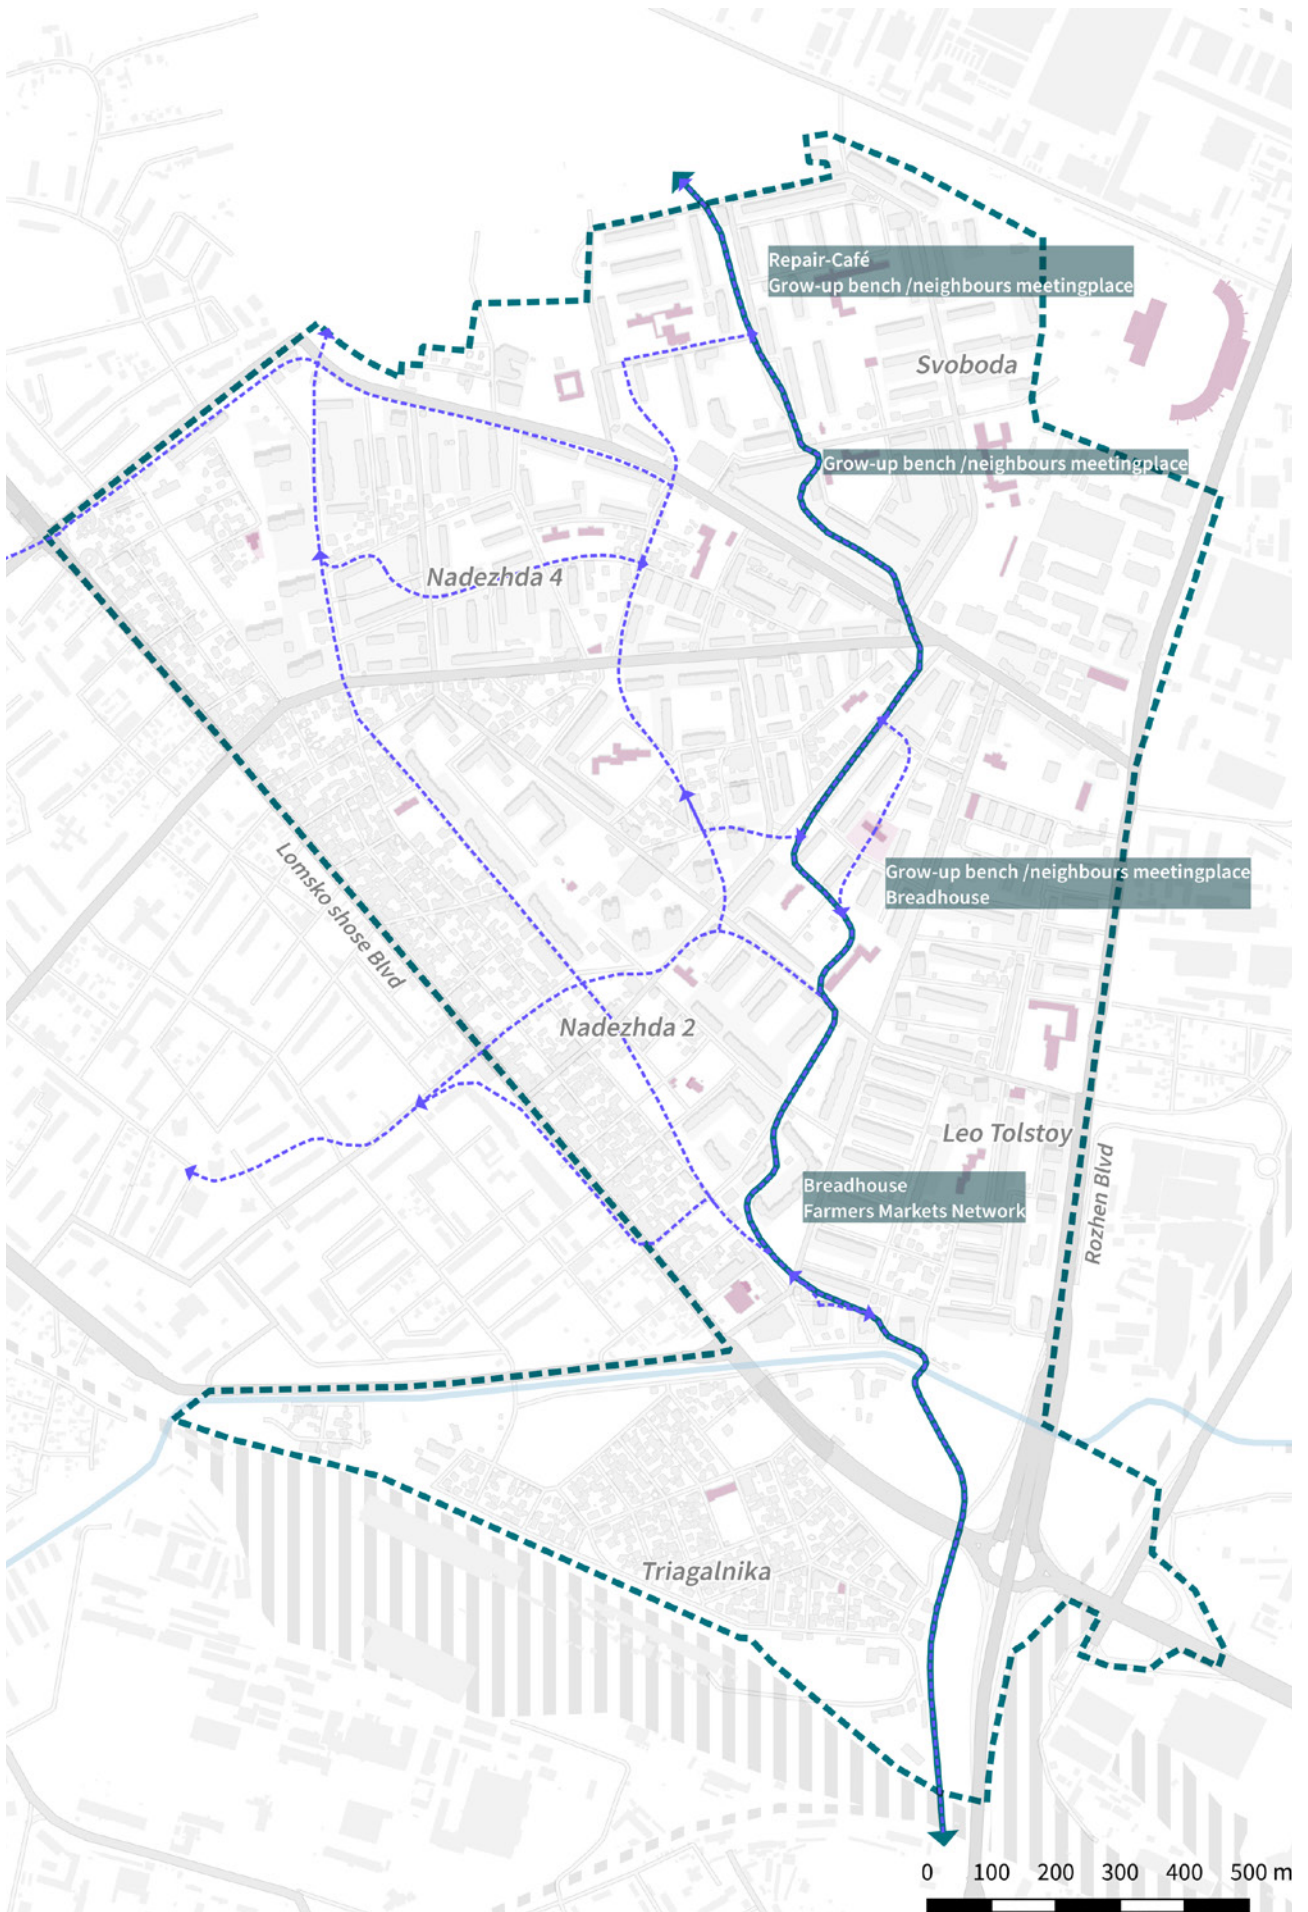 Repair-Café
Grow-up bench /neighbours meetingplace
Svoboda
Grow-up bench /neighbours meetingplace
Nadezhda 4
Lomsko shose Blvd
Grow-up bench /neighbours meetingplace
Breadhouse
Nadezhda 2
Leo Tolstoy
Rozhen Blvd
Breadhouse
Farmers Markets Network
Triagalnika
0 100 200 300 400 500 m